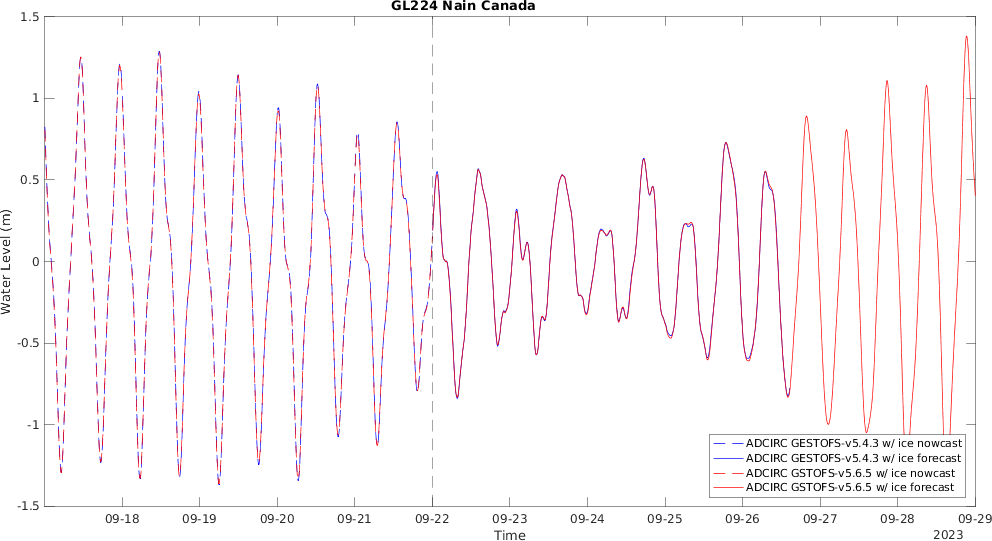 GL224 Nain Canada
1.5
1
0.5
0
-0.5
-1
-1.5
Water Level (m)
ADCIRC GESTOFS-v5.4.3 w/ ice nowcast
ADCIRC GESTOFS-v5.4.3 w/ ice forecast
ADCIRC GSTOFS-v5.6.5 w/ ice nowcast
ADCIRC GSTOFS-v5.6.5 w/ ice forecast
09-18 09-19 09-20 09-21 09-22 09-23 09-24 09-25 09-26 09-27 09-28 09-29
Time
2023